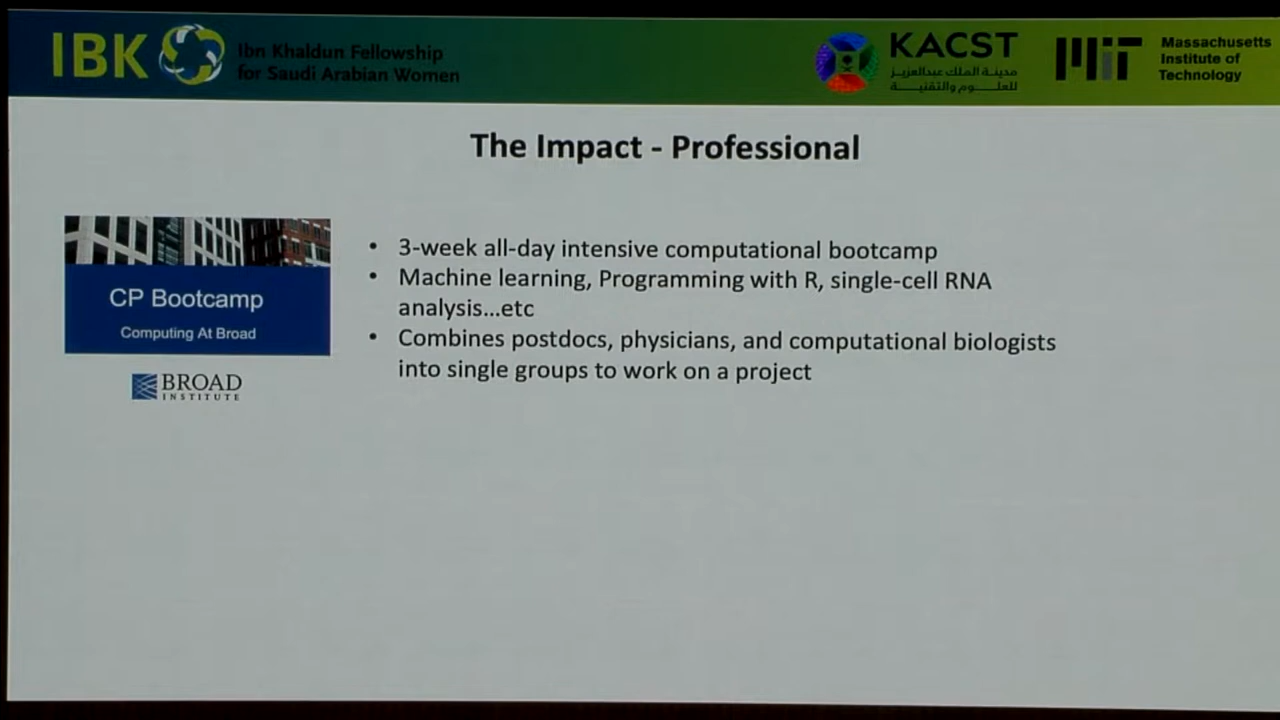 IBK
Ibn Khaldun Fellowship
for Saudi Arabian Women
KACST
مدينة الملك عبدالعزيز
للعلوم والتقنية
MIT
Massachusetts
Institute of
Technology
The Impact - Professional
CP Bootcamp
Computing At Broad
BROAD
INSTITUTE
• 3-week all-day intensive computational bootcamp
• Machine learning, Programming with R, single-cell RNA
analysis...etc
• Combines postdocs, physicians, and computational biologists
into single groups to work on a project